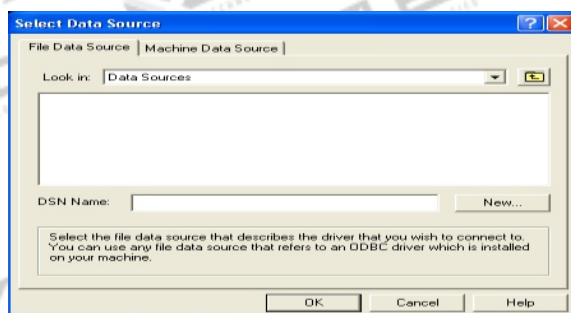 Select Data Source
File Data Source
Machine Data Source
Look in:
Data Sources
DSN Name:
New...
Select the file data source that describes the driver that you wish to connect to.
You can use any file data source that refers to an ODBC driver which is installed
on your machine.
OK
Cancel
Help